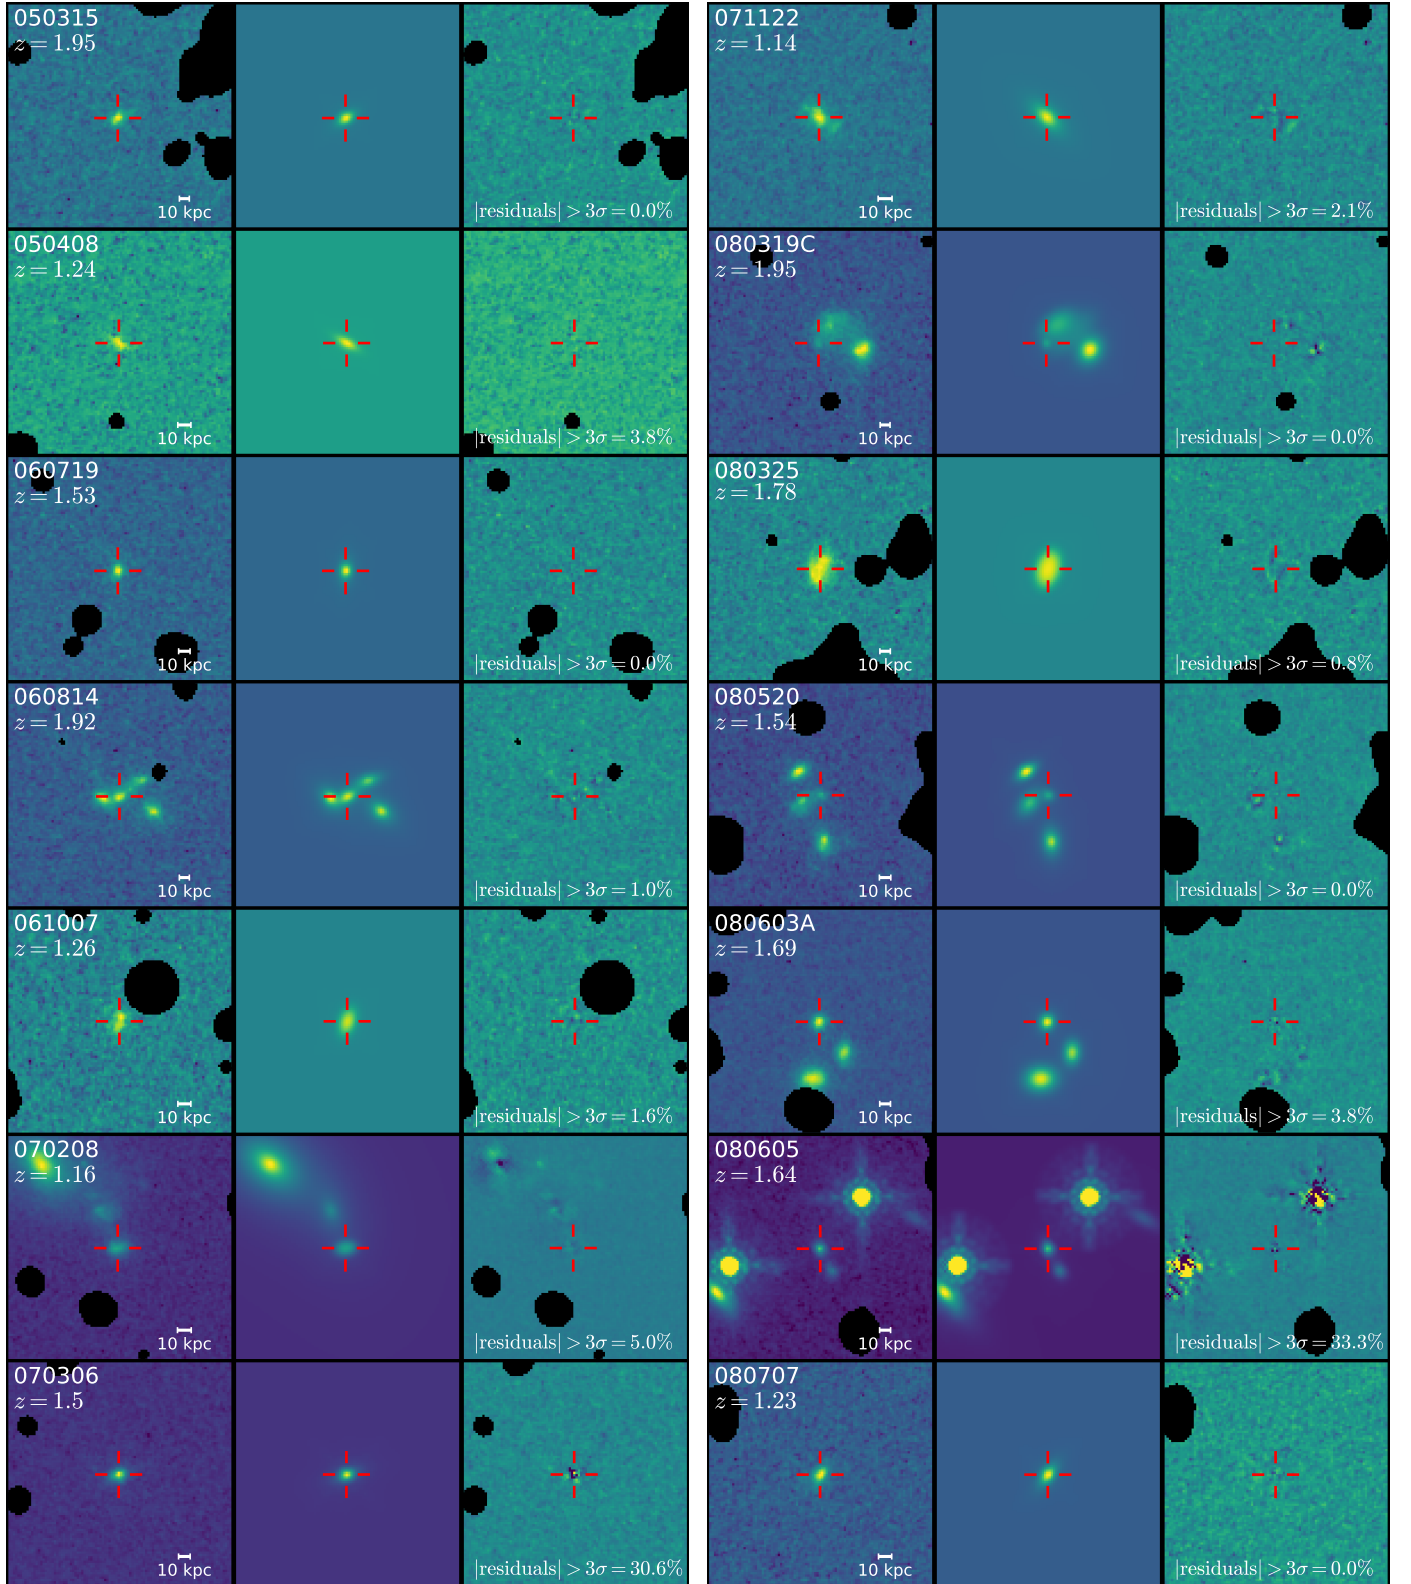 050315
z = 1.95
10 kpc
|residuals| > 3σ = 0.0%
050408
z = 1.24
10 kpc
|residuals| > 3σ = 3.8%
060719
z = 1.53
10 kpc
|residuals| > 3σ = 0.0%
060814
z = 1.92
10 kpc
|residuals| > 3σ = 1.0%
061007
z = 1.26
10 kpc
|residuals| > 3σ = 1.6%
070208
z = 1.16
10 kpc
|residuals| > 3σ = 5.0%
070306
z = 1.5
10 kpc
|residuals| > 3σ = 30.6%
071122
z = 1.14
10 kpc
|residuals| > 3σ = 2.1%
080319C
z = 1.95
10 kpc
|residuals| > 3σ = 0.0%
080325
z = 1.78
10 kpc
|residuals| > 3σ = 0.8%
080520
z = 1.54
10 kpc
|residuals| > 3σ = 0.0%
080603A
z = 1.69
10 kpc
|residuals| > 3σ = 3.8%
080605
z = 1.64
10 kpc
|residuals| > 3σ = 33.3%
080707
z = 1.23
10 kpc
|residuals| > 3σ = 0.0%